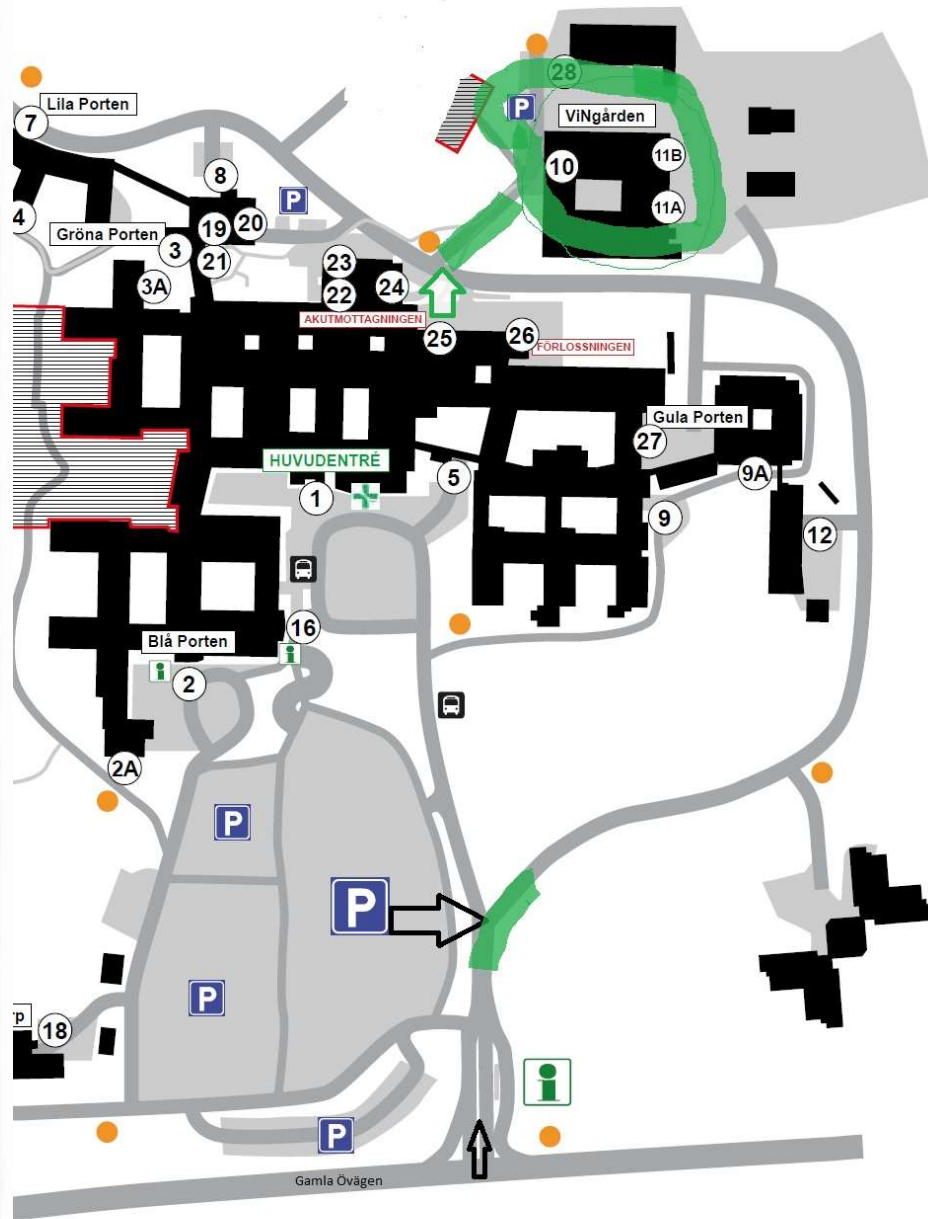 28
P
ViNgården
Lila Porten
7
11B
10
8
11A
P
4
20
19
Gröna Porten
3
21
23
3A
22
24
AKUTMOTTAGNINGEN
25
26
FÖRLOSSNINGEN
Gula Porten
27
HUVUDENTRÉ
5
9A
1
9
12
16
Blå Porten
i
i
2
2A
P
P
P
rp
18
i
P
Gamla Övägen